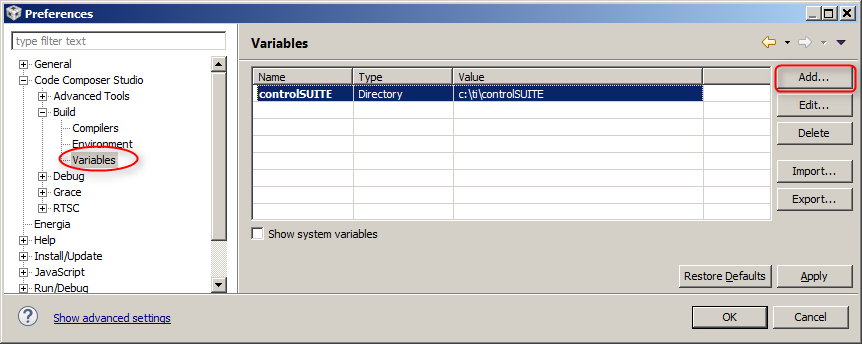 Preferences
type filter text
General
Code Composer Studio
Advanced Tools
Build
Compilers
Environment
Variables
Debug
Grace
RTSC
Energia
Help
Install/Update
JavaScript
Run/Debug
Variables
Name Type Value
controlSUITE Directory c:\ti\controlSUITE
Add...
Edit...
Delete
Import...
Export...
Show system variables
Restore Defaults Apply
? Show advanced settings
OK Cancel